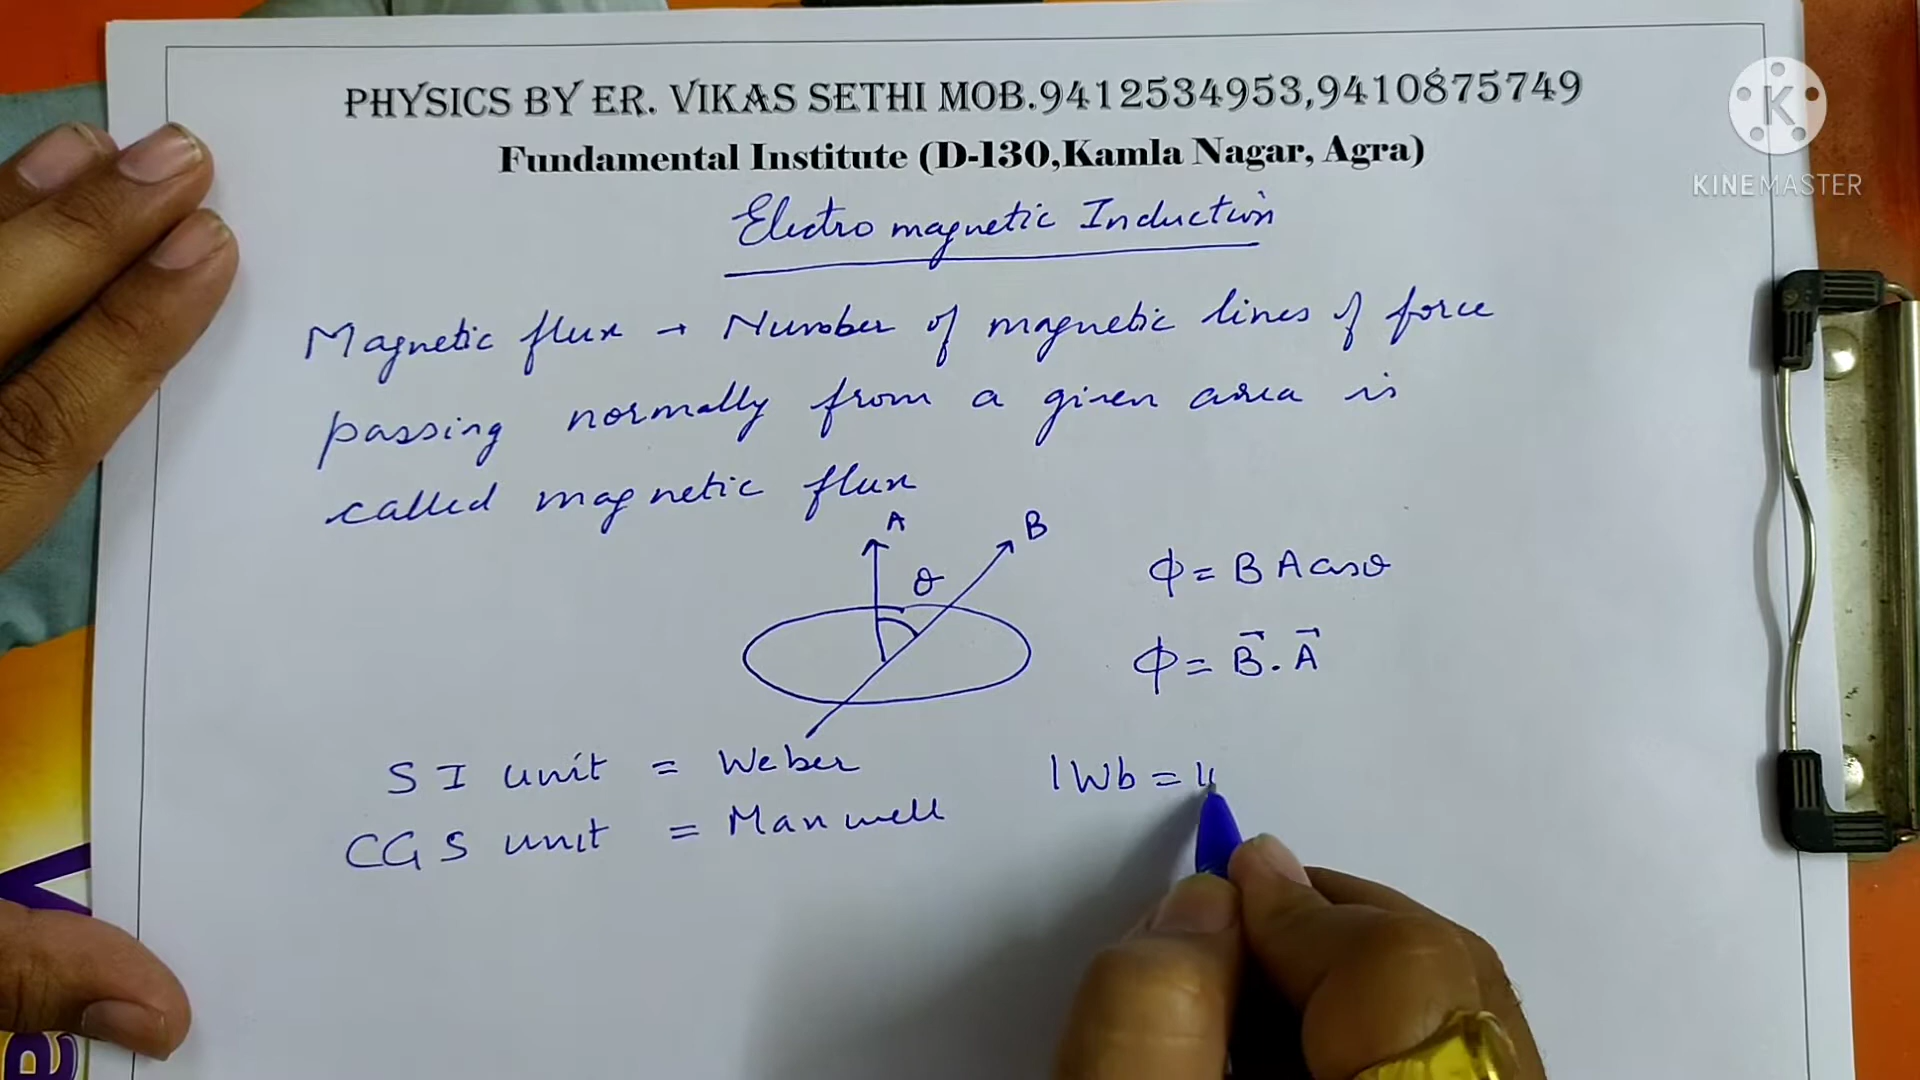 PHYSICS BY ER. VIKAS SETHI MOB.9412534953,9410875749
KINEMASTER
Fundamental Institute (D-130,Kamla Nagar, Agra)
Electro magnetic Induction
Magnetic flux → Number of magnetic lines of force
passing normally from a given area is
called magnetic flux
A
B
θ
ϕ = B A cosθ
ϕ = B⃗ . A⃗
S I unit = Weber
1 Wb =
CGS unit = Maxwell